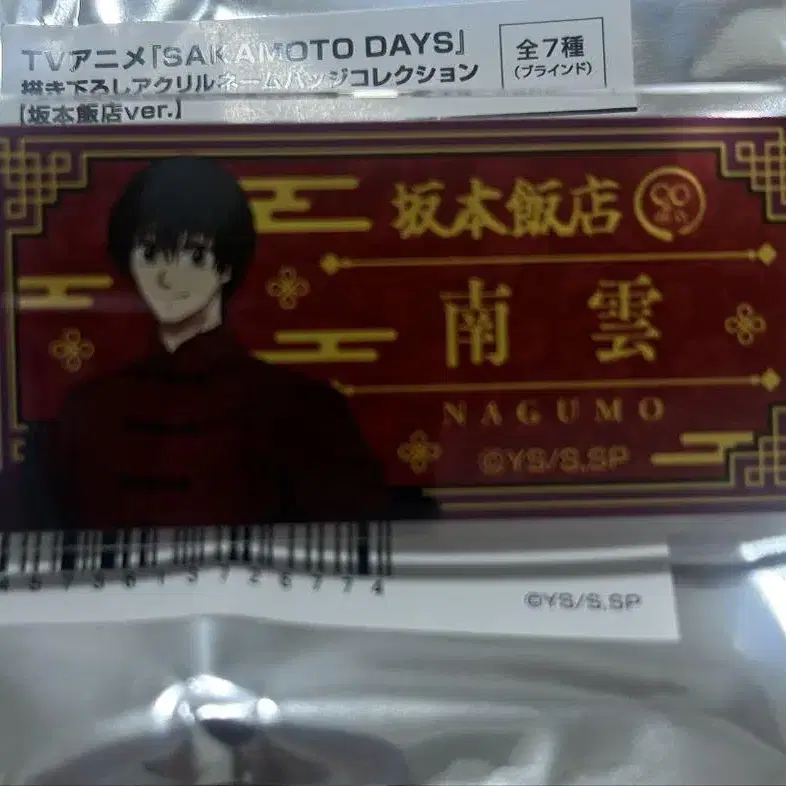 TVアニメ『SAKAMOTO DAYS』
描き下ろしアクリルネームバッジコレクション
【坂本飯店ver.】
全7種
(ブラインド)
坂本飯店
南雲
NAGUMO
©YS/S,SP
©YS/S,SP